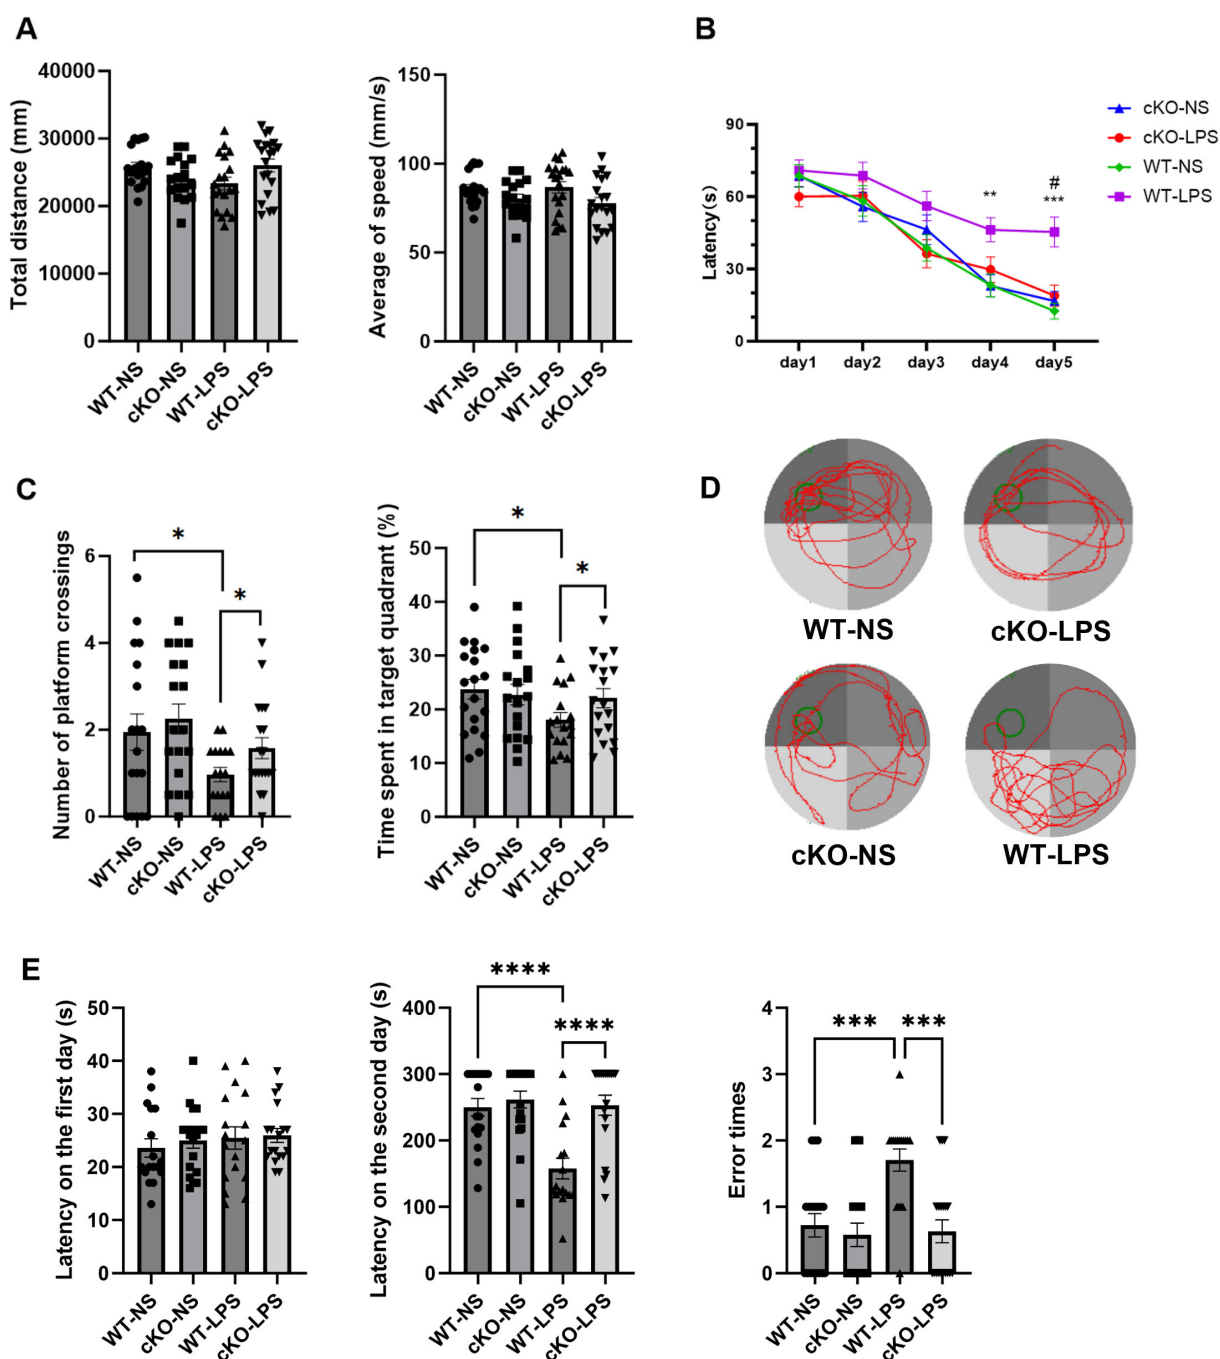 A
Total distance (mm)
40000
30000
20000
10000
0
WT-NS
cKO-NS
WT-LPS
cKO-LPS
Average of speed (mm/s)
150
100
50
0
WT-NS
cKO-NS
WT-LPS
cKO-LPS
B
Latency(s)
90
60
30
0
day1
day2
day3
day4
day5
**
#
***
cKO-NS
cKO-LPS
WT-NS
WT-LPS
C
Number of platform crossings
6
4
2
0
*
*
WT-NS
cKO-NS
WT-LPS
cKO-LPS
Time spent in target quadrant (%)
50
40
30
20
10
0
*
*
WT-NS
cKO-NS
WT-LPS
cKO-LPS
D
WT-NS
cKO-LPS
cKO-NS
WT-LPS
E
Latency on the first day (s)
50
40
30
20
10
0
WT-NS
cKO-NS
WT-LPS
cKO-LPS
Latency on the second day (s)
400
300
200
100
0
****
****
WT-NS
cKO-NS
WT-LPS
cKO-LPS
Error times
4
3
2
1
0
***
***
WT-NS
cKO-NS
WT-LPS
cKO-LPS